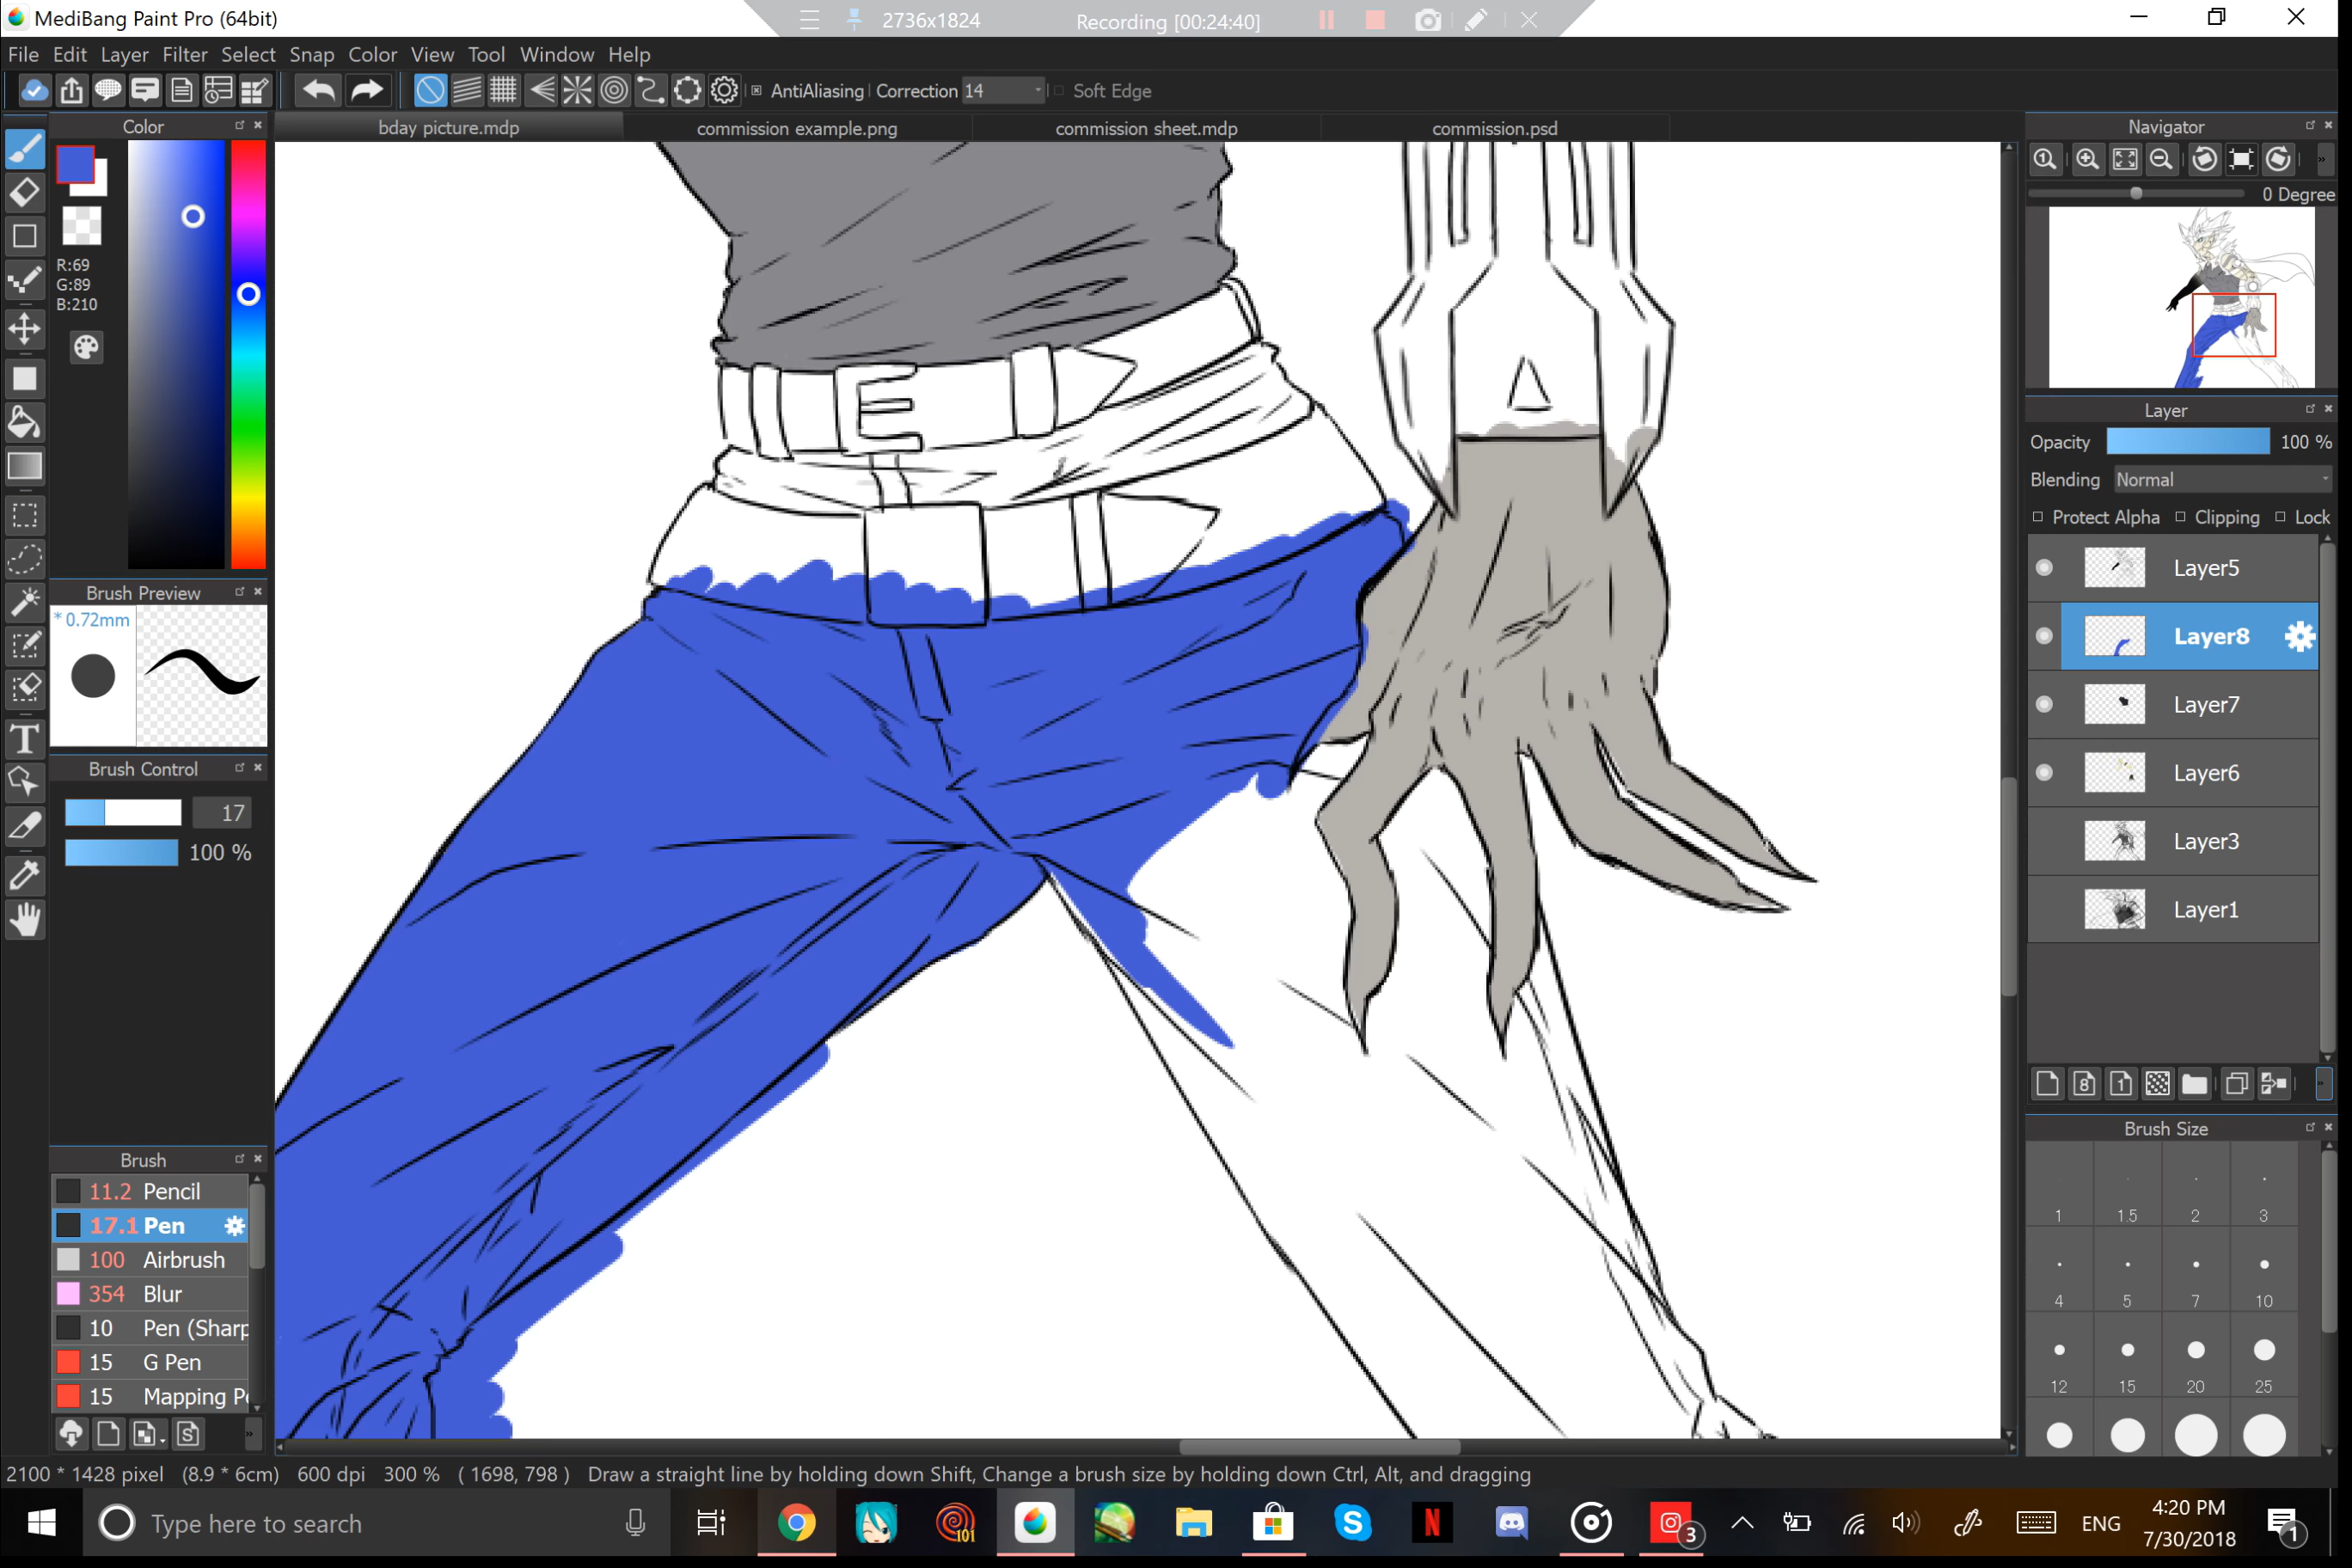 MediBang Paint Pro (64bit)
2736x1824
Recording [00:24:40]
File Edit Layer Filter Select Snap Color View Tool Window Help
AntiAliasing Correction 14 Soft Edge
Color
bday picture.mdp
commission example.png
commission sheet.mdp
commission.psd
Navigator
0 Degree
R:69
G:89
B:210
Layer
Opacity 100 %
Blending Normal
Protect Alpha Clipping Lock
Layer5
Layer8
Layer7
Layer6
Layer3
Layer1
Brush Preview
* 0.72mm
Brush Control
17
100 %
Brush
11.2 Pencil
17.1 Pen
100 Airbrush
354 Blur
10 Pen (Sharp
15 G Pen
15 Mapping Pe
Brush Size
1 1.5 2 3
4 5 7 10
12 15 20 25
2100 * 1428 pixel (8.9 * 6cm) 600 dpi 300 % ( 1698, 798 ) Draw a straight line by holding down Shift, Change a brush size by holding down Ctrl, Alt, and dragging
Type here to search
101
N
3
ENG
4:20 PM
7/30/2018
1